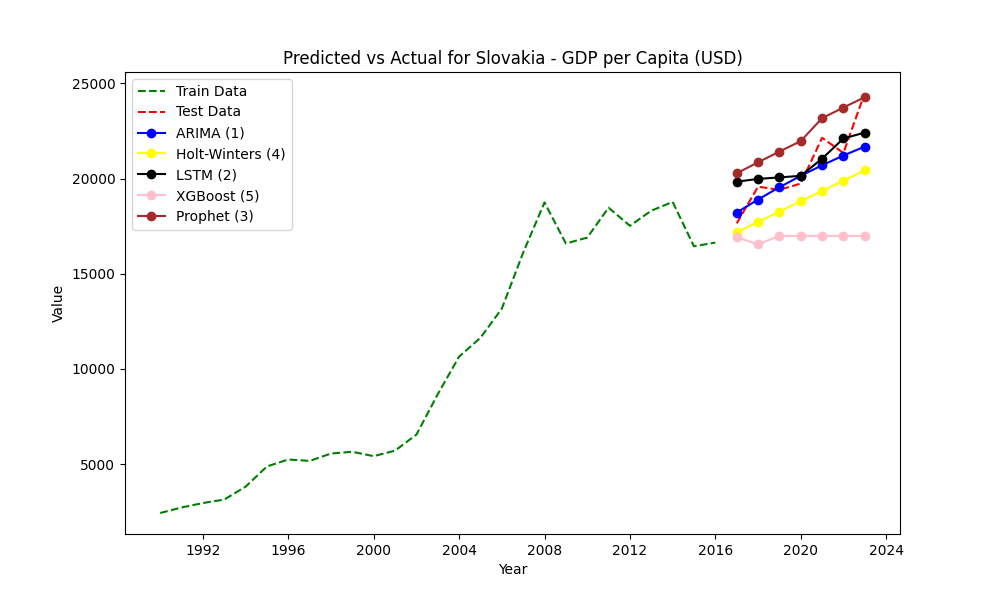 Predicted vs Actual for Slovakia - GDP per Capita (USD)
25000
20000
15000
10000
5000
Value
Train Data
Test Data
ARIMA (1)
Holt-Winters (4)
LSTM (2)
XGBoost (5)
Prophet (3)
1992 1996 2000 2004 2008 2012 2016 2020 2024
Year